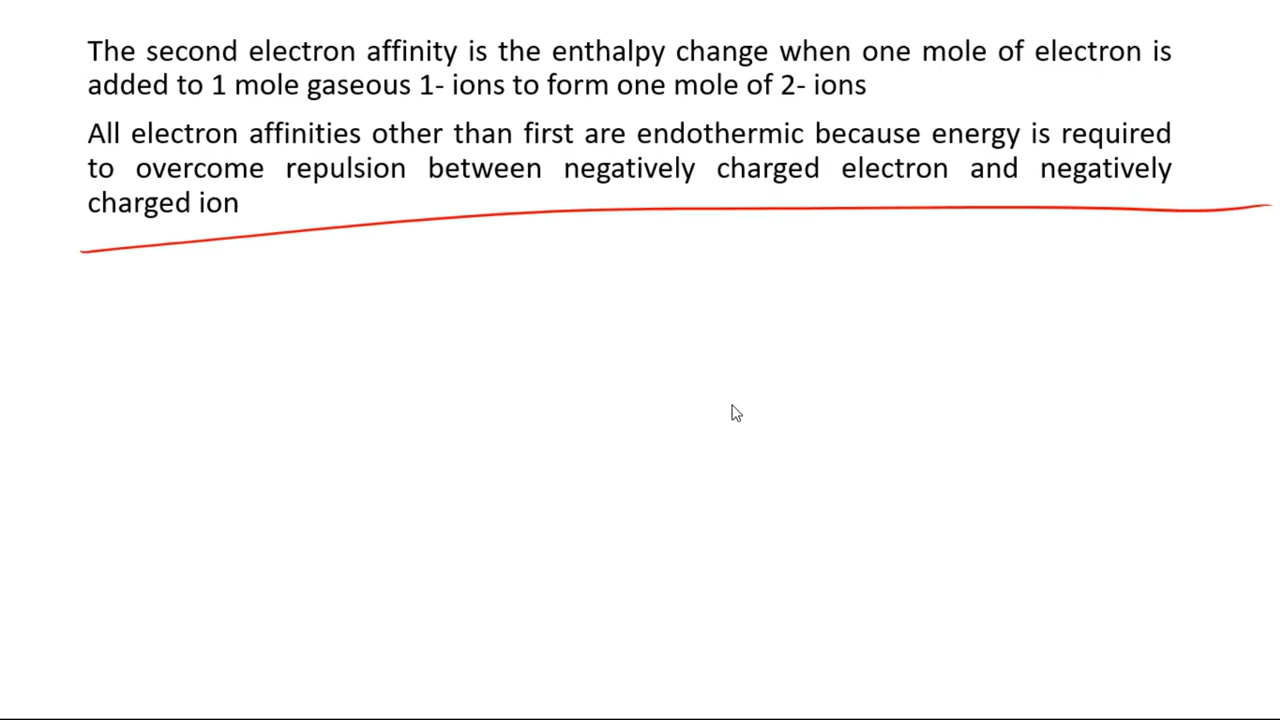 The second electron affinity is the enthalpy change when one mole of electron is
added to 1 mole gaseous 1- ions to form one mole of 2- ions
All electron affinities other than first are endothermic because energy is required
to overcome repulsion between negatively charged electron and negatively
charged ion